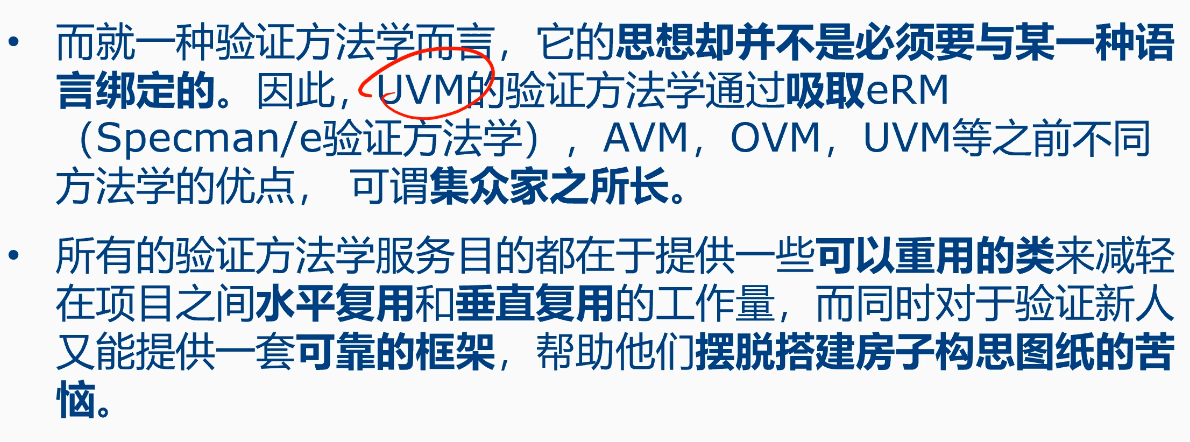 • 而就一种验证方法学而言，它的思想却并不是必须要与某一种语
言绑定的。因此，UVM的验证方法学通过吸取eRM
（Specman/e验证方法学），AVM，OVM，UVM等之前不同
方法学的优点， 可谓集众家之所长。
• 所有的验证方法学服务目的都在于提供一些可以重用的类来减轻
在项目之间水平复用和垂直复用的工作量，而同时对于验证新人
又能提供一套可靠的框架，帮助他们摆脱搭建房子构思图纸的苦
恼。